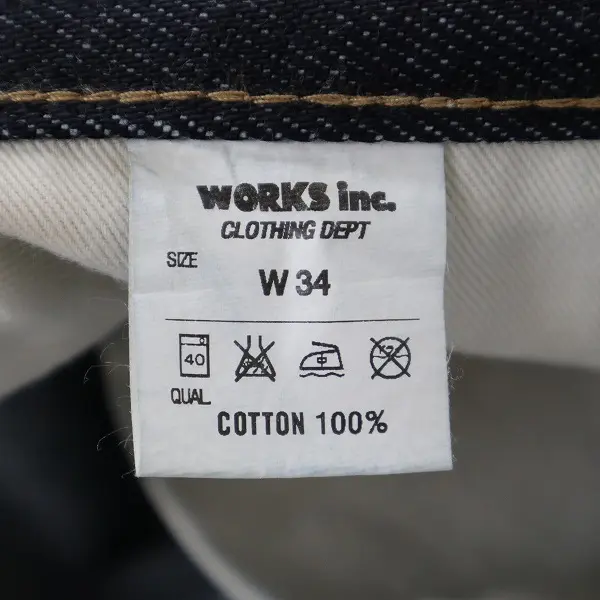 WORKS inc.
CLOTHING DEPT
SIZE
W 34
40
QUAL
COTTON 100%